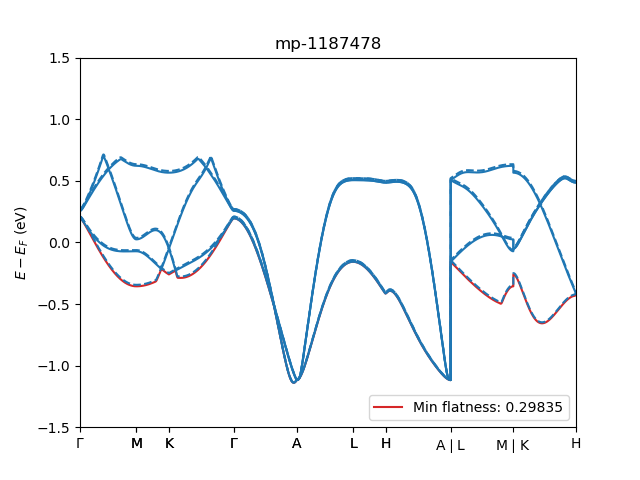 mp-1187478
E − E_F (eV)
1.5
1.0
0.5
0.0
−0.5
−1.0
−1.5
Min flatness: 0.29835
Γ M K Γ A L H A | L M | K H